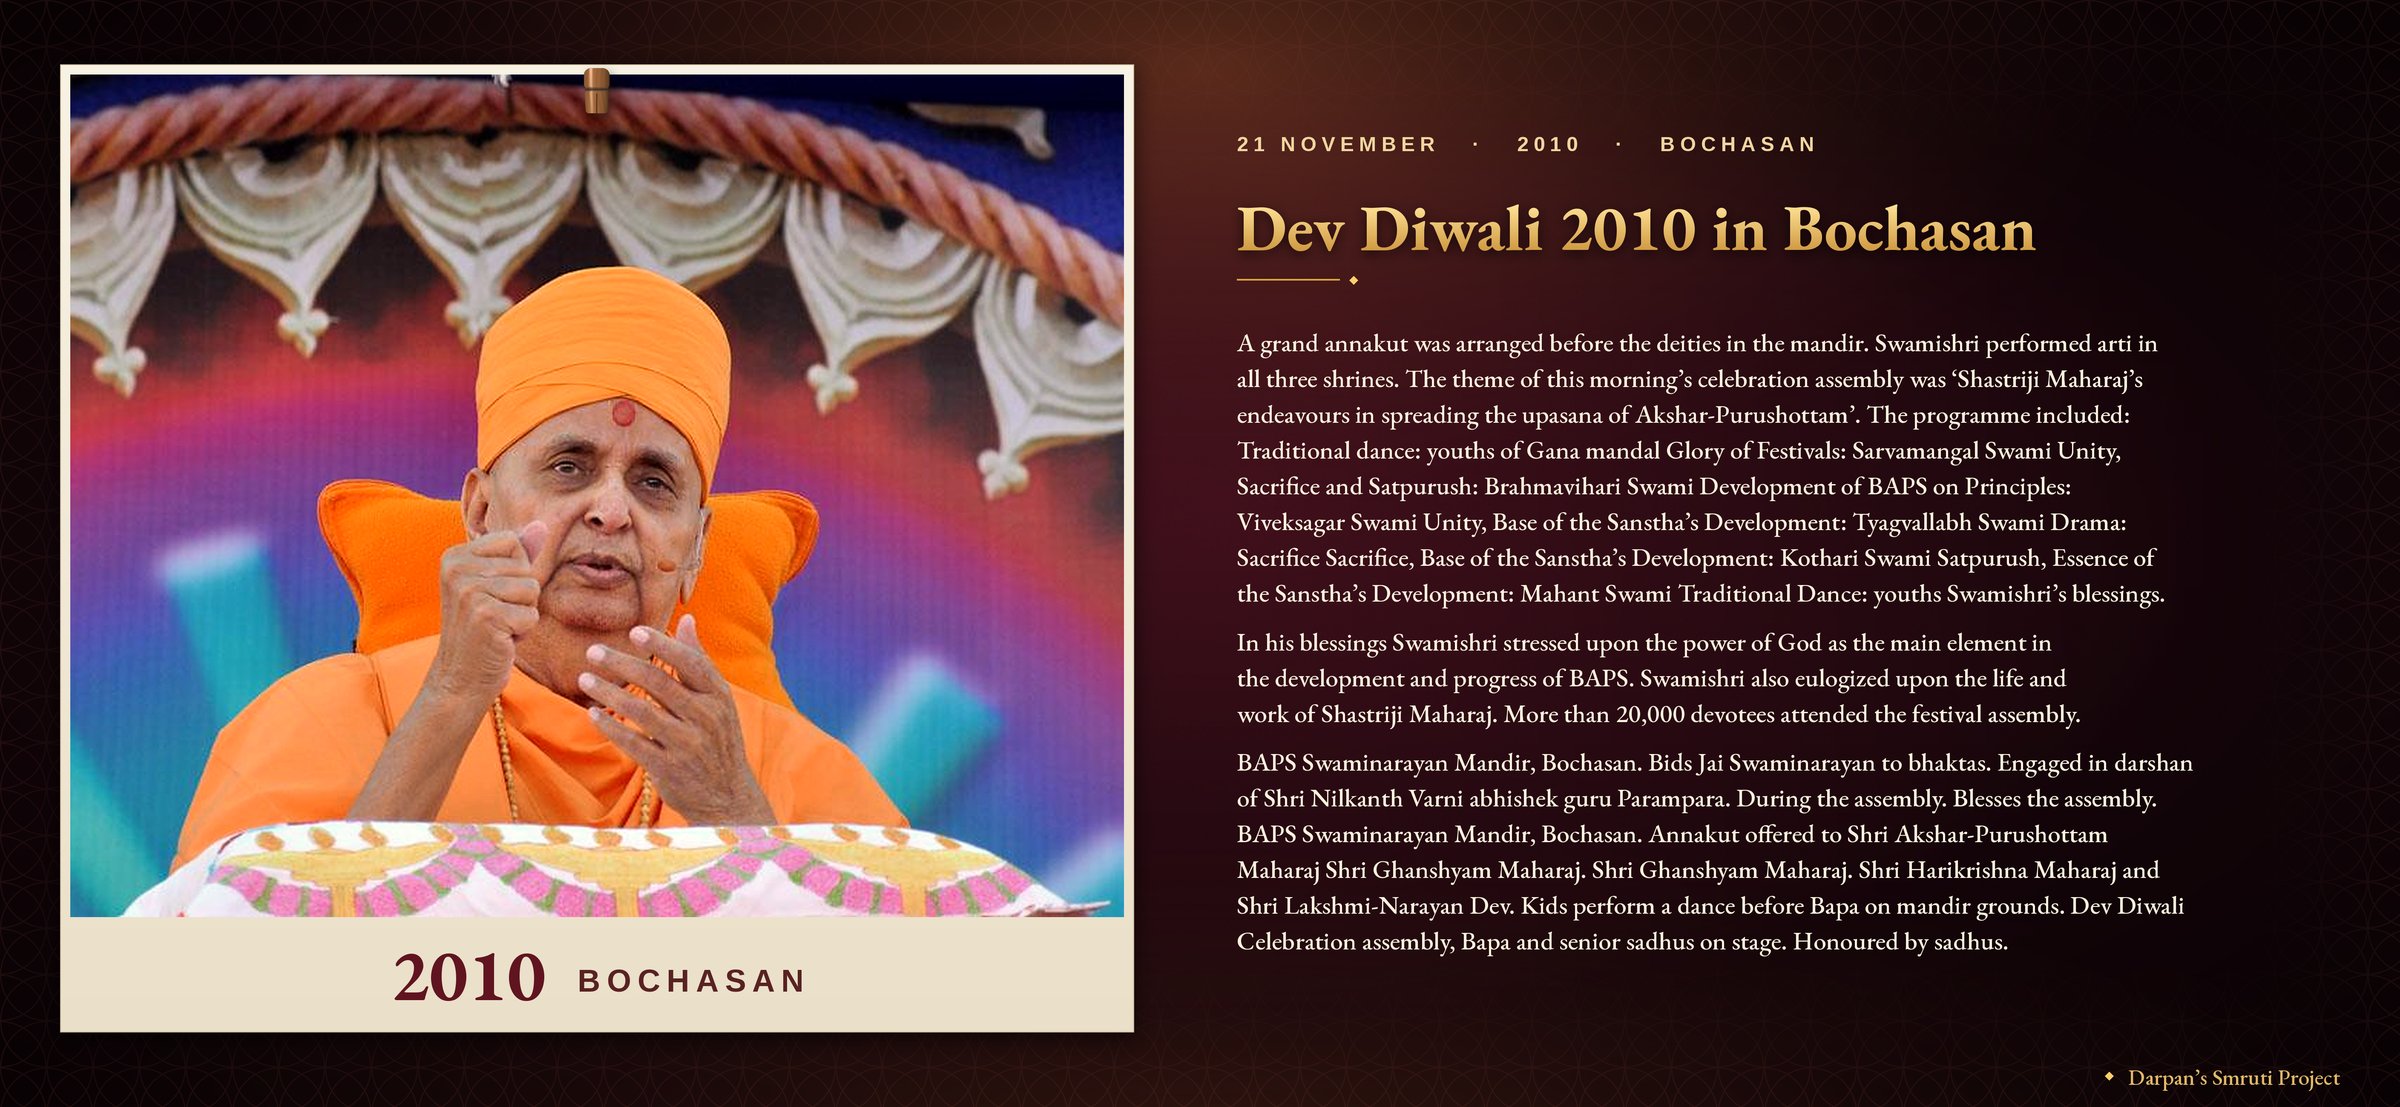 21 NOVEMBER · 2010 · BOCHASAN
Dev Diwali 2010 in Bochasan
A grand annakut was arranged before the deities in the mandir. Swamishri performed arti in
all three shrines. The theme of this morning’s celebration assembly was ‘Shastriji Maharaj’s
endeavours in spreading the upasana of Akshar-Purushottam’. The programme included:
Traditional dance: youths of Gana mandal Glory of Festivals: Sarvamangal Swami Unity,
Sacrifice and Satpurush: Brahmavihari Swami Development of BAPS on Principles:
Viveksagar Swami Unity, Base of the Sanstha’s Development: Tyagvallabh Swami Drama:
Sacrifice Sacrifice, Base of the Sanstha’s Development: Kothari Swami Satpurush, Essence of
the Sanstha’s Development: Mahant Swami Traditional Dance: youths Swamishri’s blessings.
In his blessings Swamishri stressed upon the power of God as the main element in
the development and progress of BAPS. Swamishri also eulogized upon the life and
work of Shastriji Maharaj. More than 20,000 devotees attended the festival assembly.
BAPS Swaminarayan Mandir, Bochasan. Bids Jai Swaminarayan to bhaktas. Engaged in darshan
of Shri Nilkanth Varni abhishek guru Parampara. During the assembly. Blesses the assembly.
BAPS Swaminarayan Mandir, Bochasan. Annakut offered to Shri Akshar-Purushottam
Maharaj Shri Ghanshyam Maharaj. Shri Ghanshyam Maharaj. Shri Harikrishna Maharaj and
Shri Lakshmi-Narayan Dev. Kids perform a dance before Bapa on mandir grounds. Dev Diwali
Celebration assembly, Bapa and senior sadhus on stage. Honoured by sadhus.
2010 BOCHASAN
Darpan’s Smruti Project